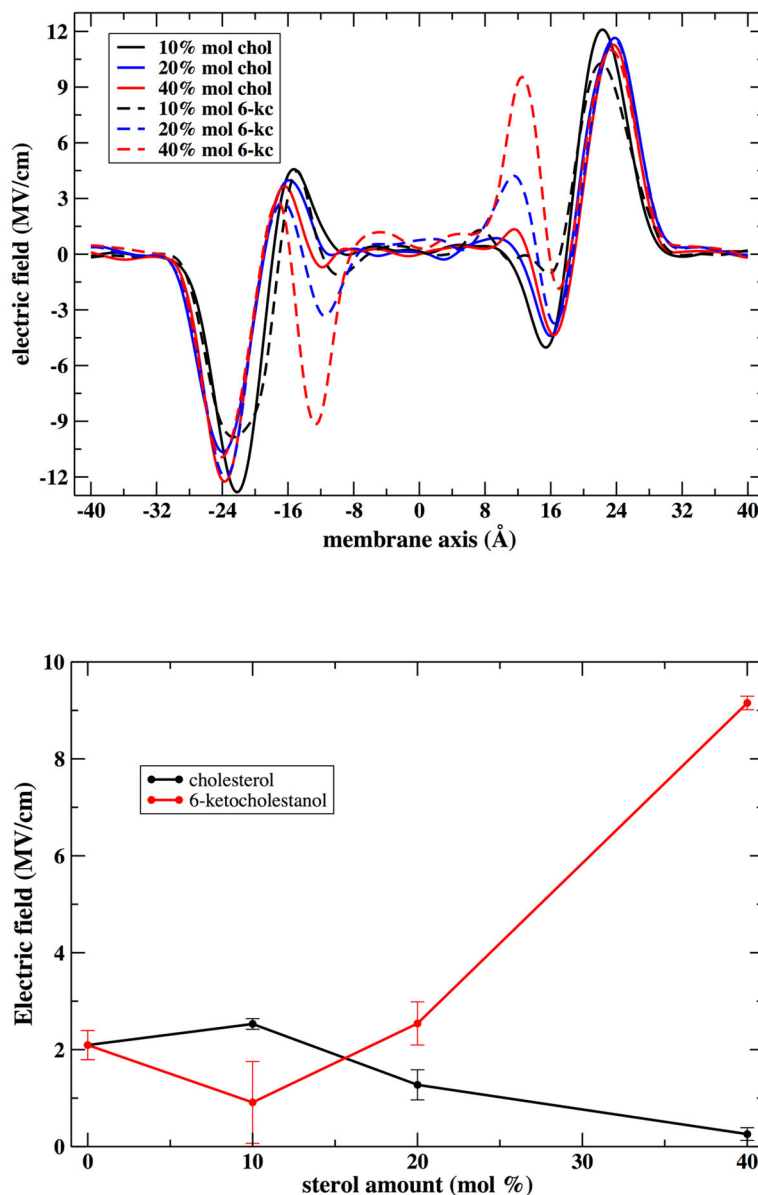 12
9
6
3
0
-3
-6
-9
-12
electric field (MV/cm)
10% mol chol
20% mol chol
40% mol chol
10% mol 6-kc
20% mol 6-kc
40% mol 6-kc
-40 -32 -24 -16 -8 0 8 16 24 32 40
membrane axis (Å)
10
8
6
4
2
0
Electric field (MV/cm)
cholesterol
6-ketocholestanol
0 10 20 30 40
sterol amount (mol %)